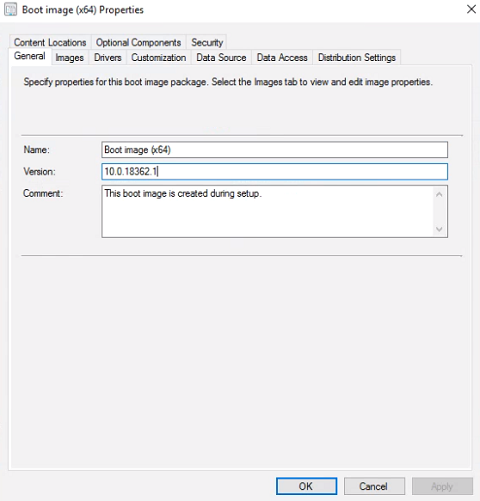 Boot image (x64) Properties
Content Locations Optional Components Security
General Images Drivers Customization Data Source Data Access Distribution Settings
Specify properties for this boot image package. Select the Images tab to view and edit image properties.
Name: Boot image (x64)
Version: 10.0.18362.1
Comment: This boot image is created during setup.
OK Cancel Apply